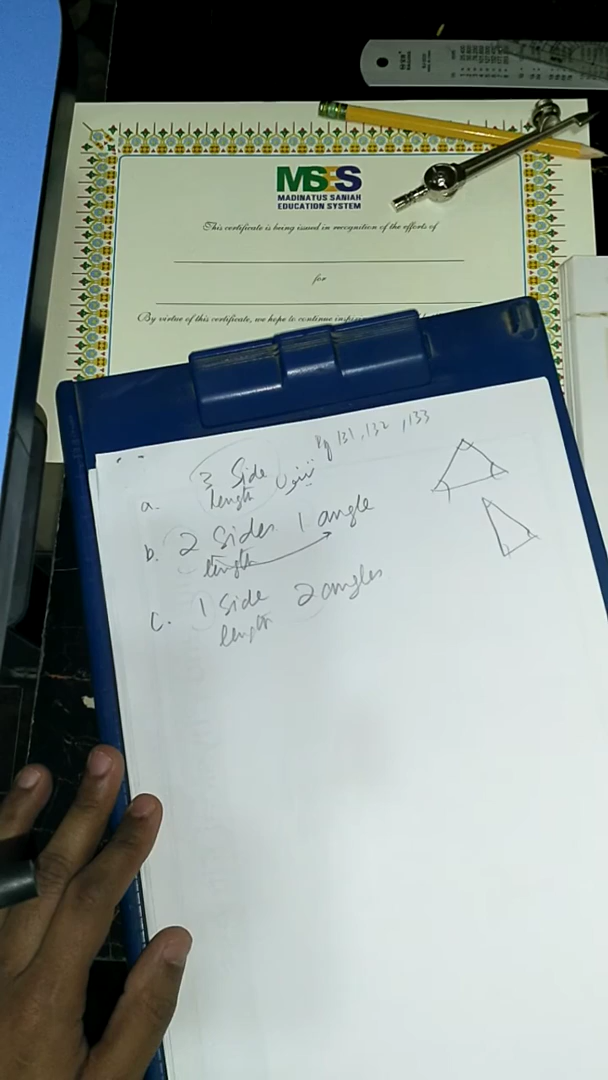 MSES
MADINATUS SANIAH
EDUCATION SYSTEM
This certificate is being issued in recognition of the efforts of
for
By virtue of this certificate, we hope to continue
Pg 131, 132, 133
a. 3 Side
length تینوں
b. 2 Sides 1 angle
length
c. 1 Side 2 angles
length